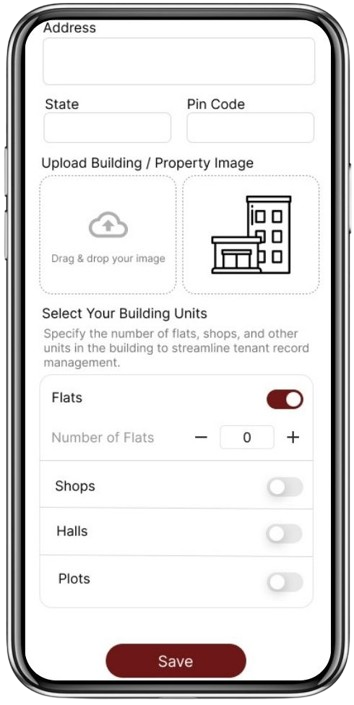 Address
State Pin Code
Upload Building / Property Image
Drag & drop your image
Select Your Building Units
Specify the number of flats, shops, and other
units in the building to streamline tenant record
management.
Flats
Number of Flats − 0 +
Shops
Halls
Plots
Save